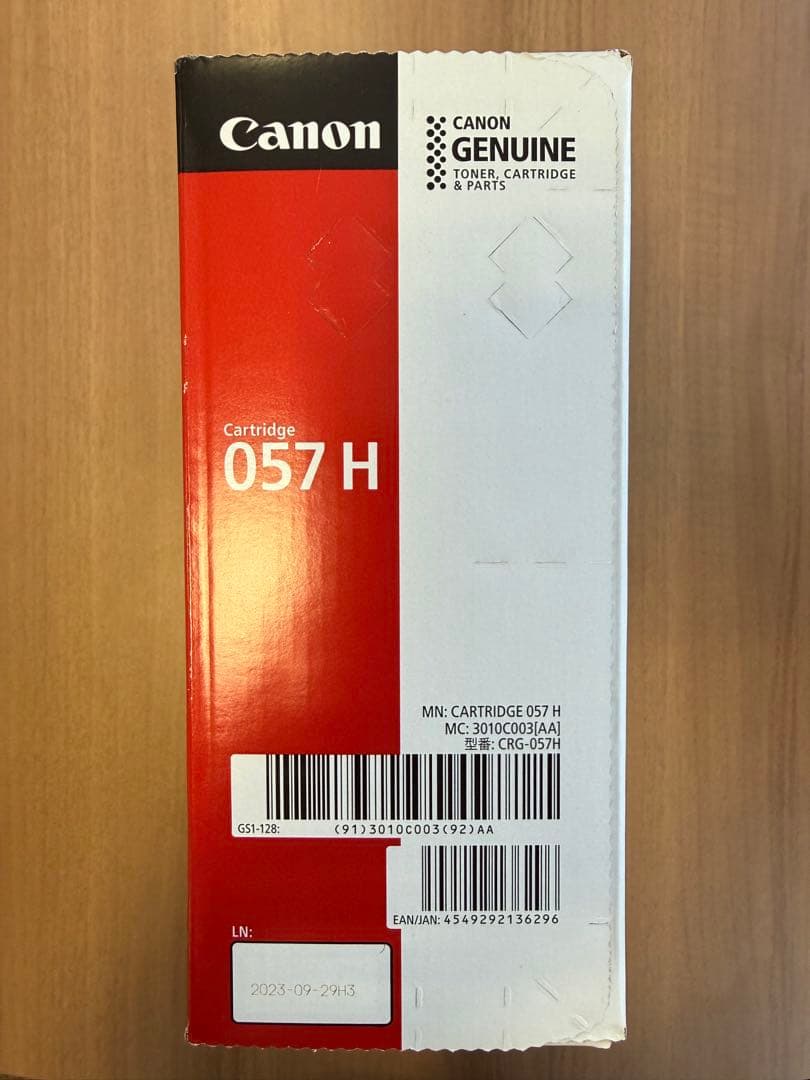 Canon
CANON
GENUINE
TONER, CARTRIDGE
& PARTS
Cartridge
057 H
MN: CARTRIDGE 057 H
MC: 3010C003[AA]
型番: CRG-057H
GS1-128: (91)3010C003(92)AA
EAN/JAN: 4549292136296
LN:
2023-09-29H3